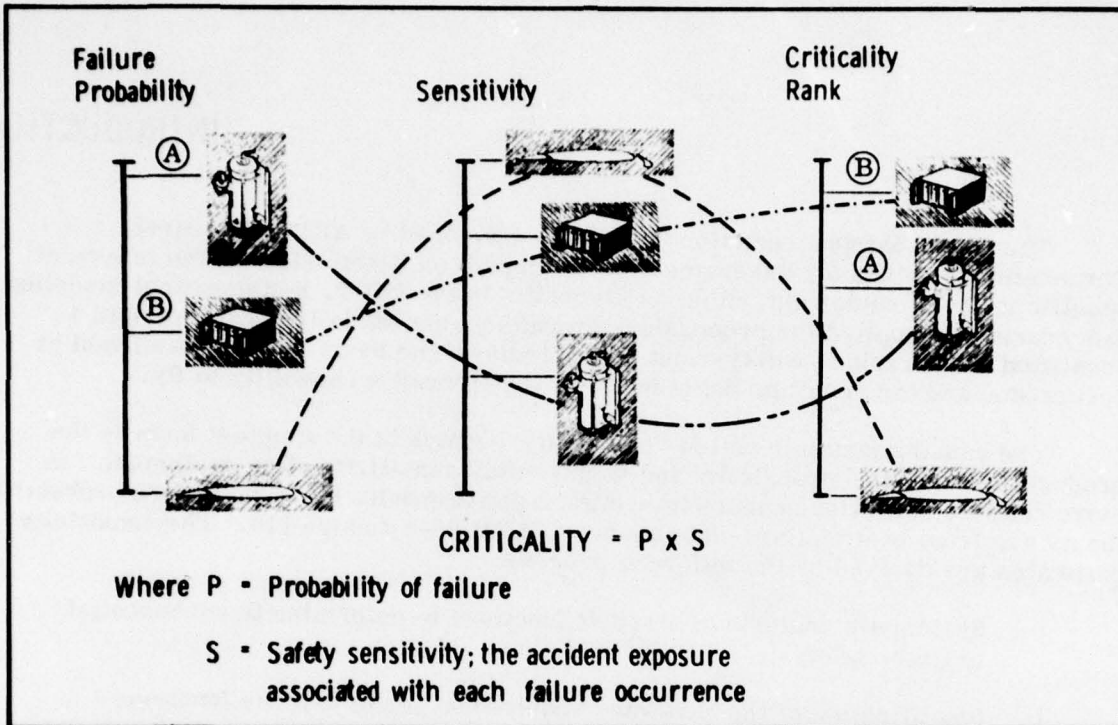 Failure
Probability
Sensitivity
Criticality
Rank
A
B
B
A
CRITICALITY = P x S
Where P = Probability of failure
S = Safety sensitivity; the accident exposure
associated with each failure occurrence